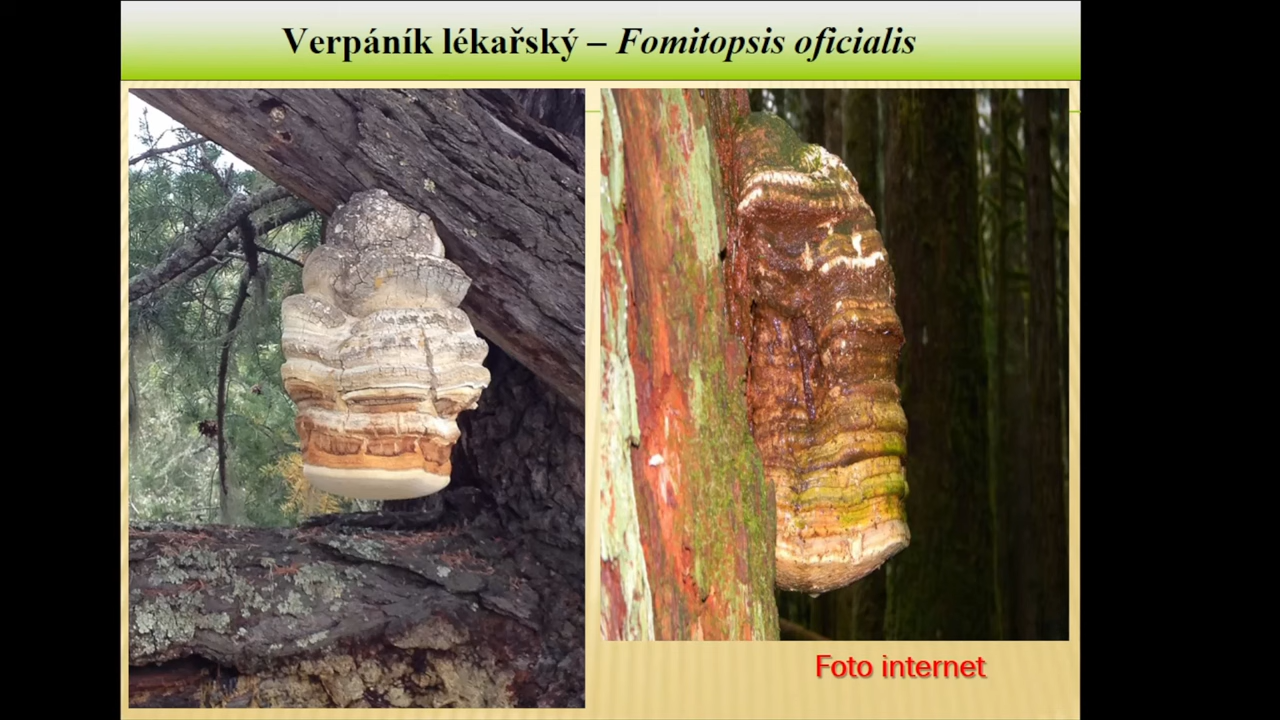 Verpáník lékařský – Fomitopsis oficialis
Foto internet